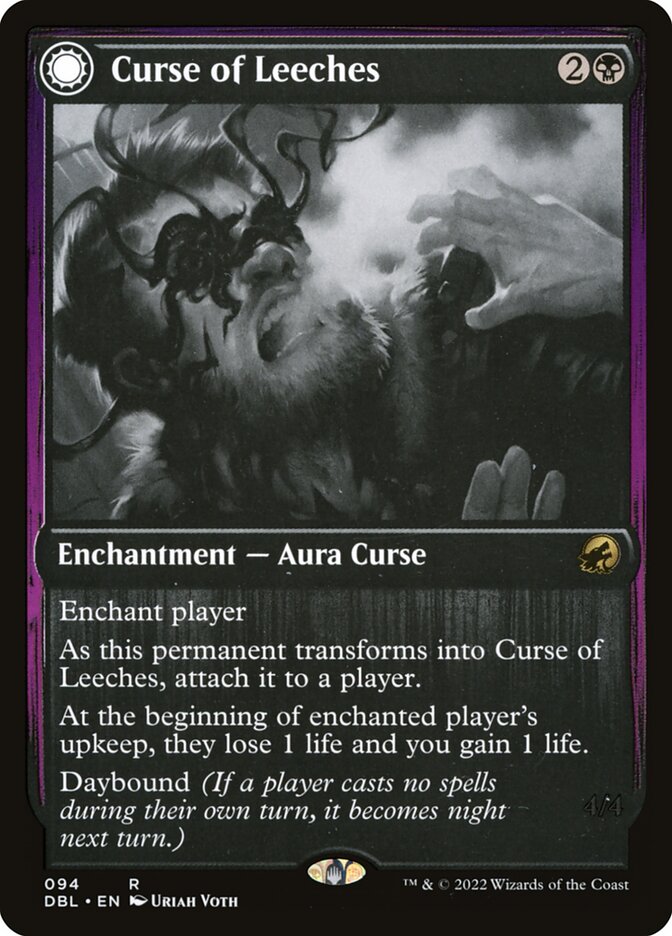 Curse of Leeches 2
Enchantment — Aura Curse
Enchant player
As this permanent transforms into Curse of
Leeches, attach it to a player.
At the beginning of enchanted player's
upkeep, they lose 1 life and you gain 1 life.
Daybound (If a player casts no spells
during their own turn, it becomes night
next turn.)
4/4
094 R
DBL • EN Uriah Voth
™ & © 2022 Wizards of the Coast